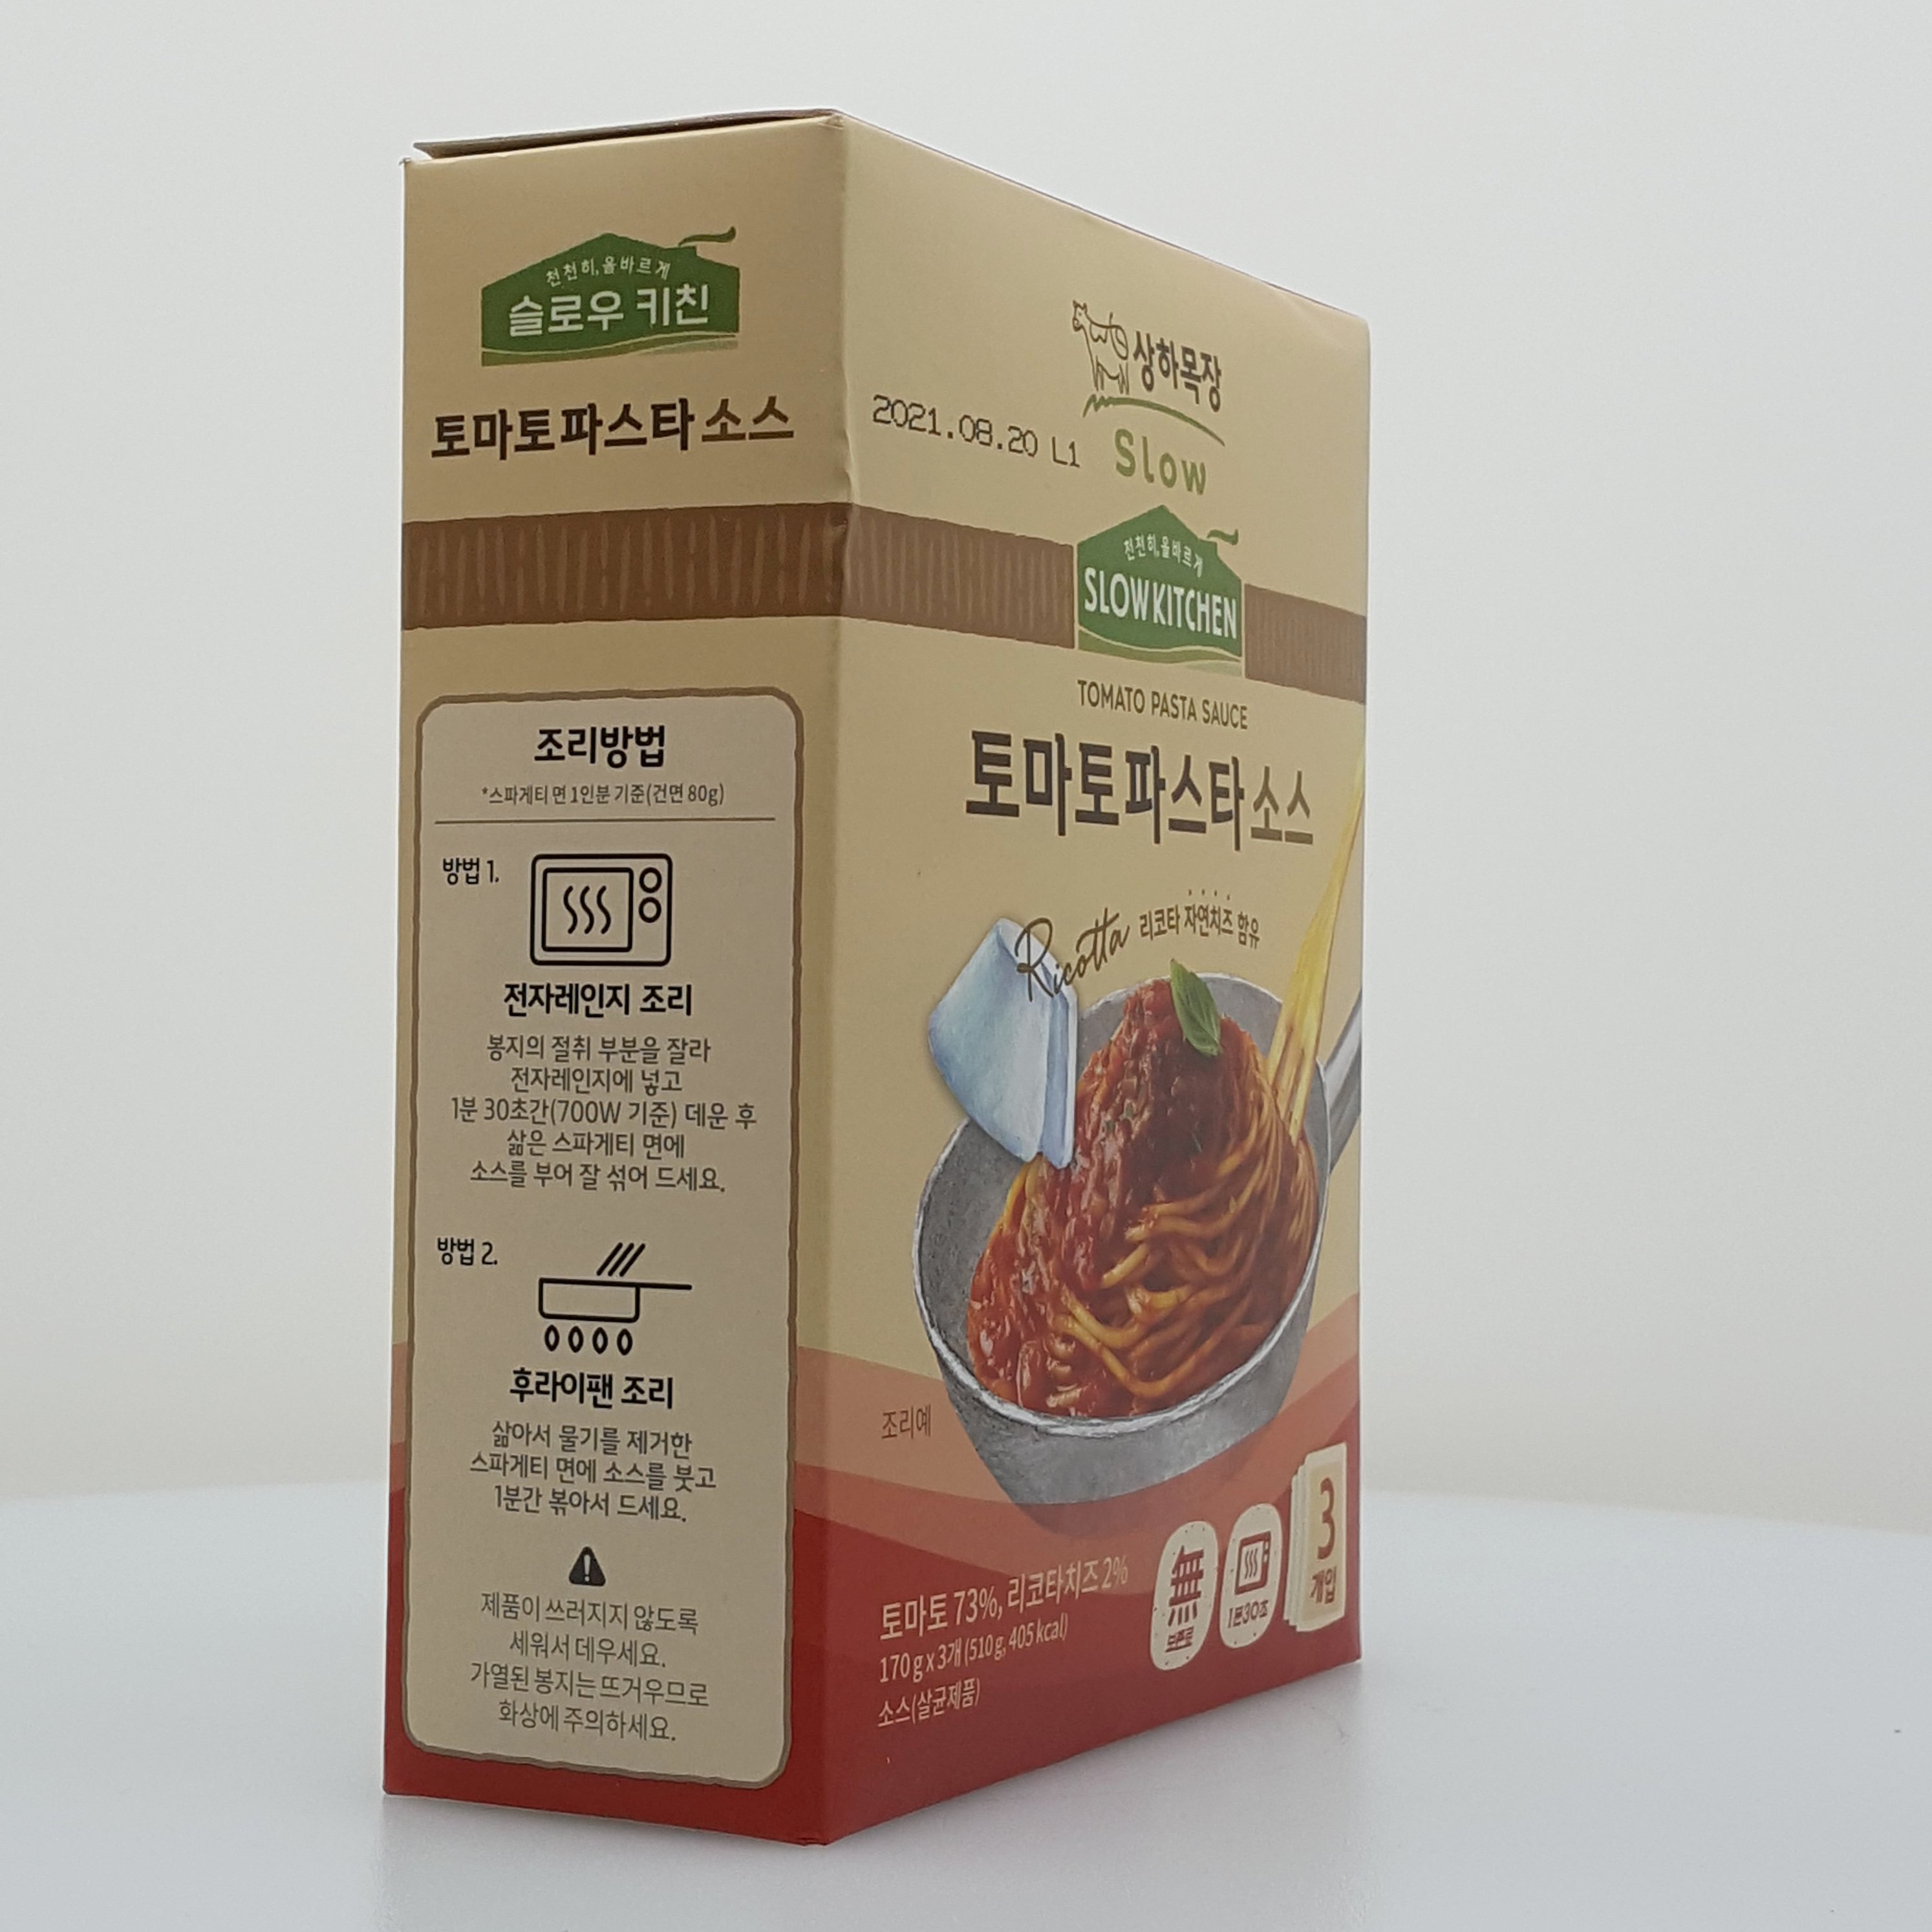 천천히, 올바르게
슬로우 키친
토마토파스타소스
조리방법
*스파게티 면 1인분 기준(건면 80g)
방법 1.
전자레인지 조리
봉지의 절취 부분을 잘라
전자레인지에 넣고
1분 30초간(700W 기준) 데운 후
삶은 스파게티 면에
소스를 부어 잘 섞어 드세요.
방법 2.
후라이팬 조리
삶아서 물기를 제거한
스파게티 면에 소스를 붓고
1분간 볶아서 드세요.
제품이 쓰러지지 않도록
세워서 데우세요.
가열된 봉지는 뜨거우므로
화상에 주의하세요.
상하목장
2021.08.20 L1
Slow
천천히, 올바르게
SLOW KITCHEN
TOMATO PASTA SAUCE
토마토파스타소스
Ricotta 리코타 자연치즈 함유
조리예
토마토 73%, 리코타치즈 2%
170 g x 3개 (510 g, 405 kcal)
소스(살균제품)
無
보존료
1분30초
3
개입